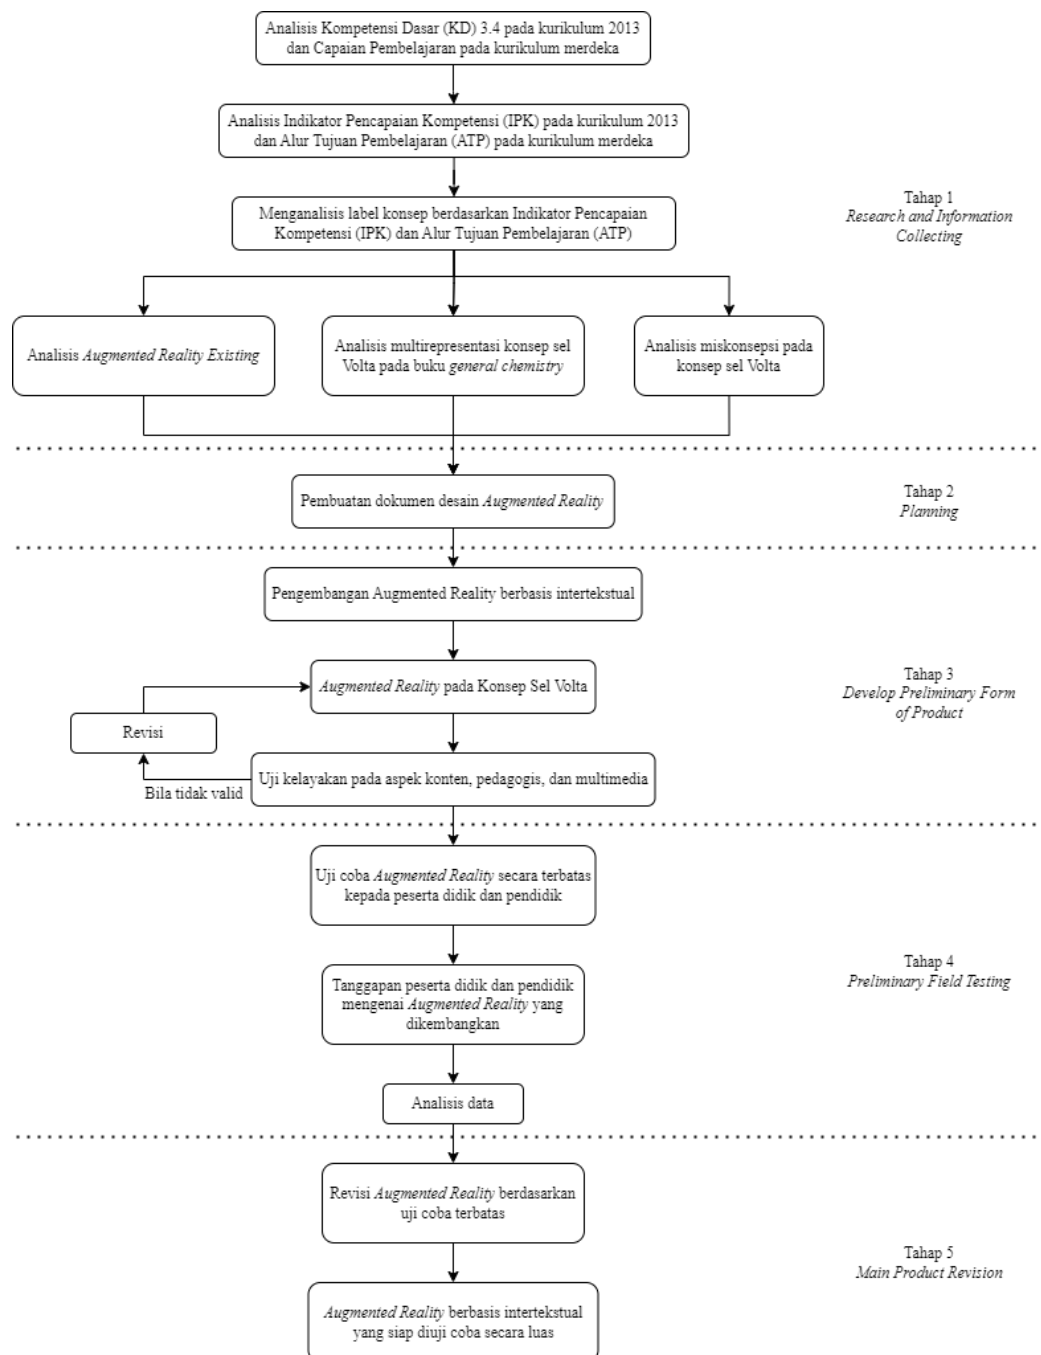 Analisis Kompetensi Dasar (KD) 3.4 pada kurikulum 2013
dan Capaian Pembelajaran pada kurikulum merdeka
Analisis Indikator Pencapaian Kompetensi (IPK) pada kurikulum 2013
dan Alur Tujuan Pembelajaran (ATP) pada kurikulum merdeka
Menganalisis label konsep berdasarkan Indikator Pencapaian
Kompetensi (IPK) dan Alur Tujuan Pembelajaran (ATP)
Tahap 1
Research and Information
Collecting
Analisis Augmented Reality Existing
Analisis multirepresentasi konsep sel
Volta pada buku general chemistry
Analisis miskonsepsi pada
konsep sel Volta
Pembuatan dokumen desain Augmented Reality
Tahap 2
Planning
Pengembangan Augmented Reality berbasis intertekstual
Augmented Reality pada Konsep Sel Volta
Revisi
Uji kelayakan pada aspek konten, pedagogis, dan multimedia
Bila tidak valid
Tahap 3
Develop Preliminary Form
of Product
Uji coba Augmented Reality secara terbatas
kepada peserta didik dan pendidik
Tanggapan peserta didik dan pendidik
mengenai Augmented Reality yang
dikembangkan
Analisis data
Tahap 4
Preliminary Field Testing
Revisi Augmented Reality berdasarkan
uji coba terbatas
Augmented Reality berbasis intertekstual
yang siap diuji coba secara luas
Tahap 5
Main Product Revision